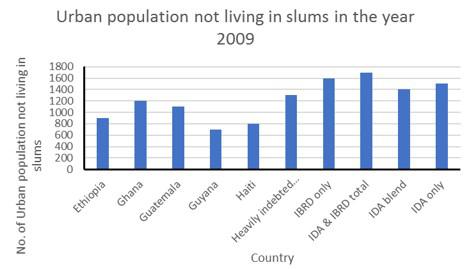 Urban population not living in slums in the year
2009
No. of Urban population not living in
slums
1800
1600
1400
1200
1000
800
600
400
200
0
Ethiopia
Ghana
Guatemala
Guyana
Haiti
Heavily indebted...
IBRD only
IDA & IBRD total
IDA blend
IDA only
Country